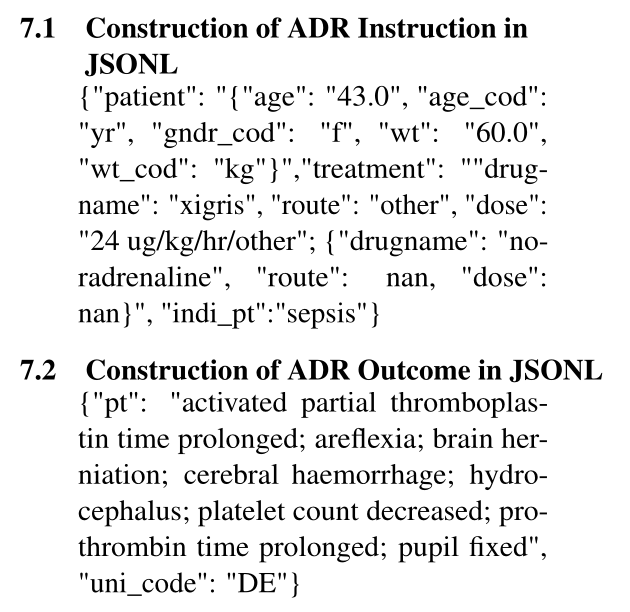 7.1 Construction of ADR Instruction in
JSONL
{"patient": "{"age": "43.0", "age_cod":
"yr", "gndr_cod": "f", "wt": "60.0",
"wt_cod": "kg"}","treatment": ""drug-
name": "xigris", "route": "other", "dose":
"24 ug/kg/hr/other"; {"drugname": "no-
radrenaline", "route": nan, "dose":
nan}", "indi_pt":"sepsis"}
7.2 Construction of ADR Outcome in JSONL
{"pt": "activated partial thromboplas-
tin time prolonged; areflexia; brain her-
niation; cerebral haemorrhage; hydro-
cephalus; platelet count decreased; pro-
thrombin time prolonged; pupil fixed",
"uni_code": "DE"}